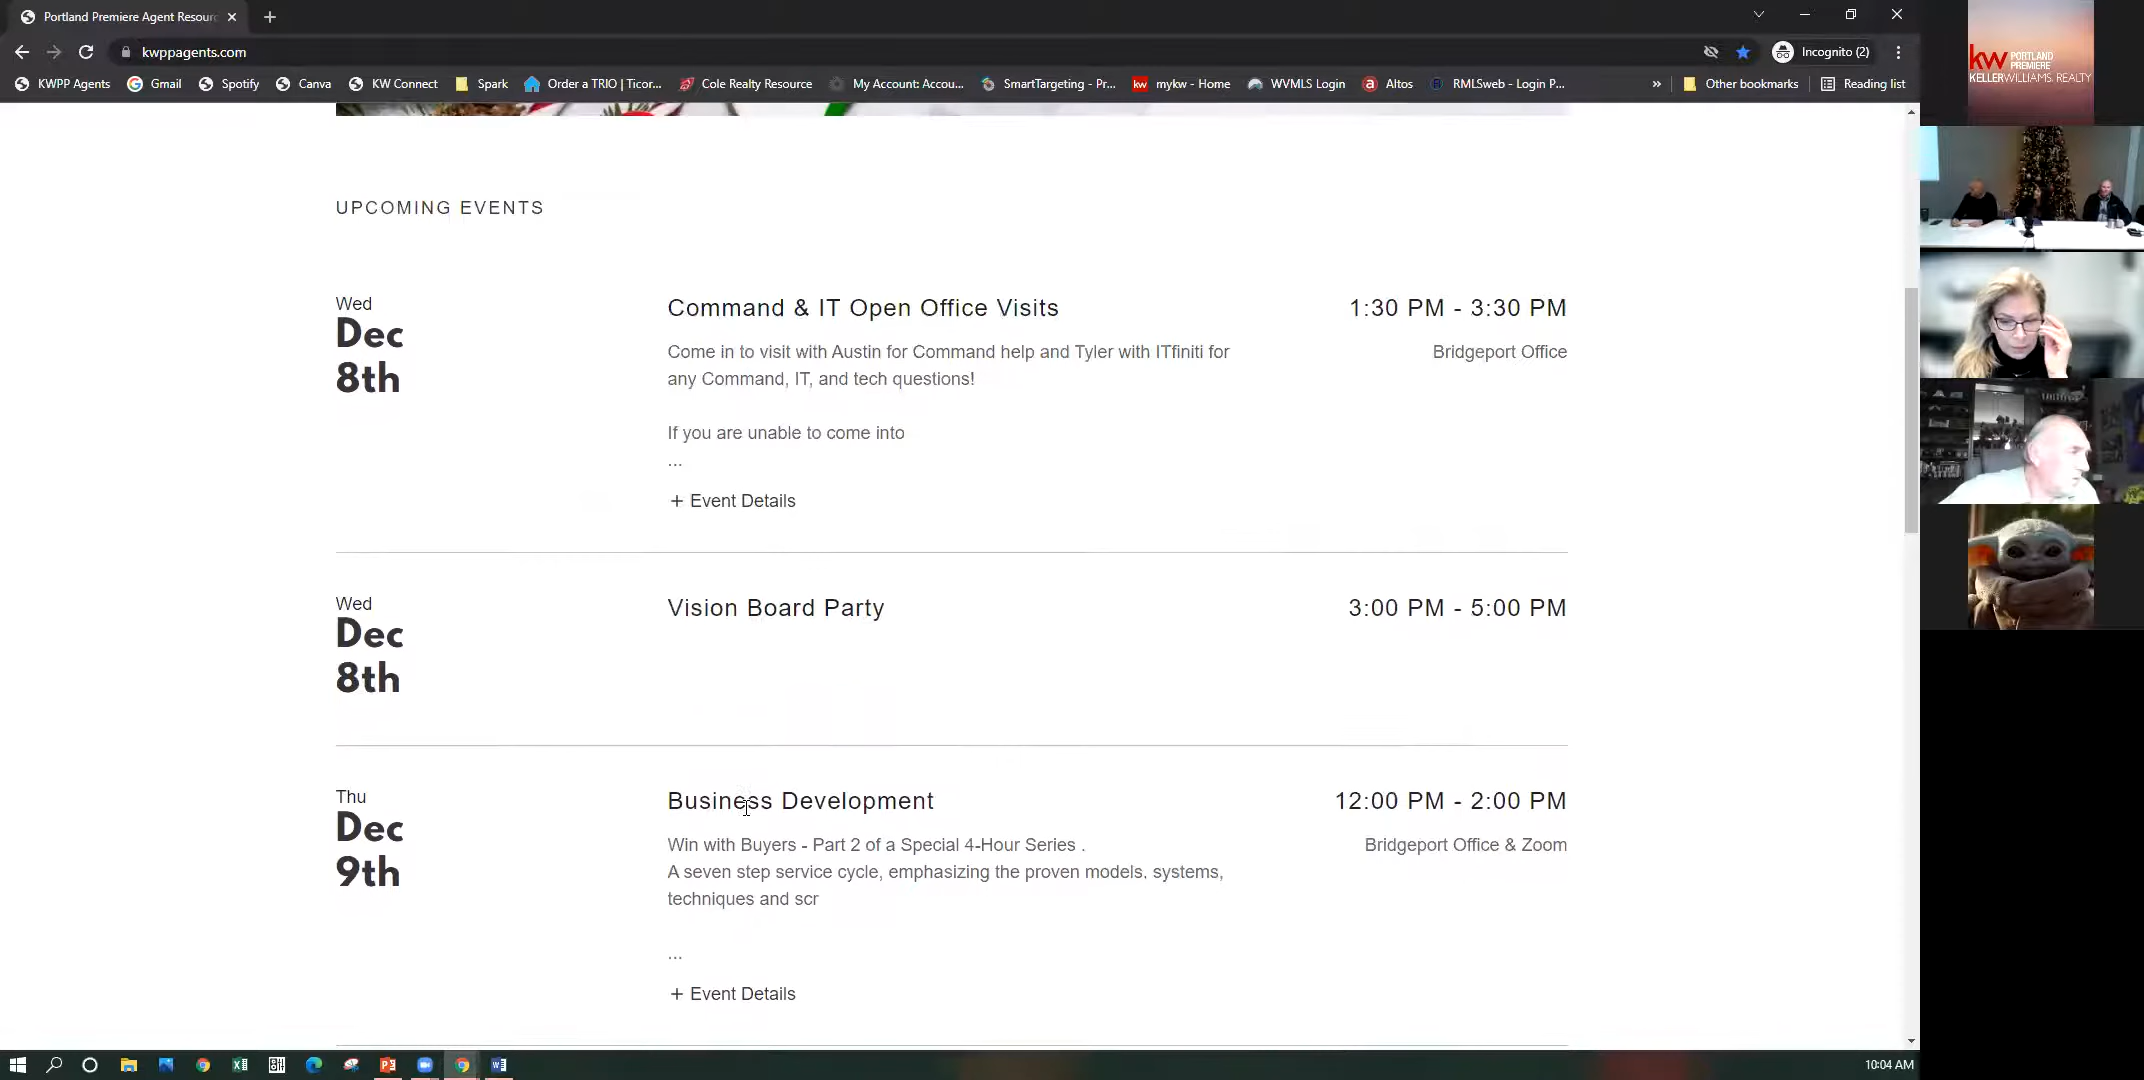 Portland Premiere Agent Resour
kwppagents.com
Incognito (2)
KWPP Agents
Gmail
Spotify
Canva
KW Connect
Spark
Order a TRIO | Ticor...
Cole Realty Resource
My Account: Accou...
SmartTargeting - Pr...
mykw - Home
WVMLS Login
Altos
RMLSweb - Login P...
»
Other bookmarks
Reading list
UPCOMING EVENTS
Wed
Dec
8th
Command & IT Open Office Visits
Come in to visit with Austin for Command help and Tyler with ITfiniti for
any Command, IT, and tech questions!
If you are unable to come into
...
+ Event Details
1:30 PM - 3:30 PM
Bridgeport Office
Wed
Dec
8th
Vision Board Party
3:00 PM - 5:00 PM
Thu
Dec
9th
Business Development
Win with Buyers - Part 2 of a Special 4-Hour Series .
A seven step service cycle, emphasizing the proven models. systems,
techniques and scr
...
+ Event Details
12:00 PM - 2:00 PM
Bridgeport Office & Zoom
10:04 AM
kw PORTLAND
PREMIERE
KELLERWILLIAMS REALTY